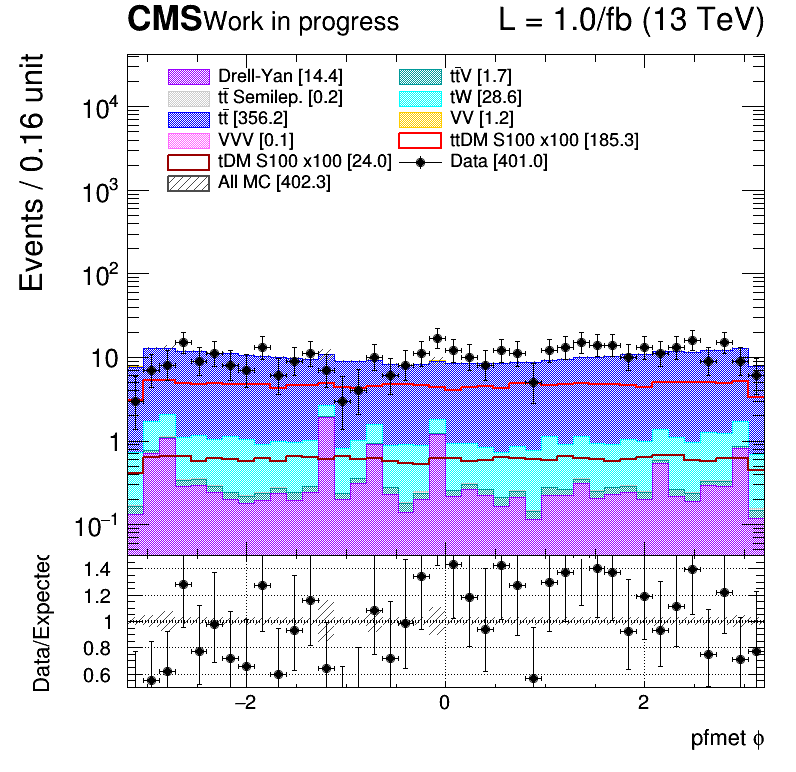 CMS Work in progress L = 1.0/fb (13 TeV)
Events / 0.16 unit
Drell-Yan [14.4] tt̄V [1.7]
tt̄ Semilep. [0.2] tW [28.6]
tt̄ [356.2] VV [1.2]
VVV [0.1] ttDM S100 x100 [185.3]
tDM S100 x100 [24.0] Data [401.0]
All MC [402.3]
10⁴
10³
10²
10
1
10⁻¹
Data/Expected
1.4
1.2
1
0.8
0.6
−2 0 2
pfmet ϕ